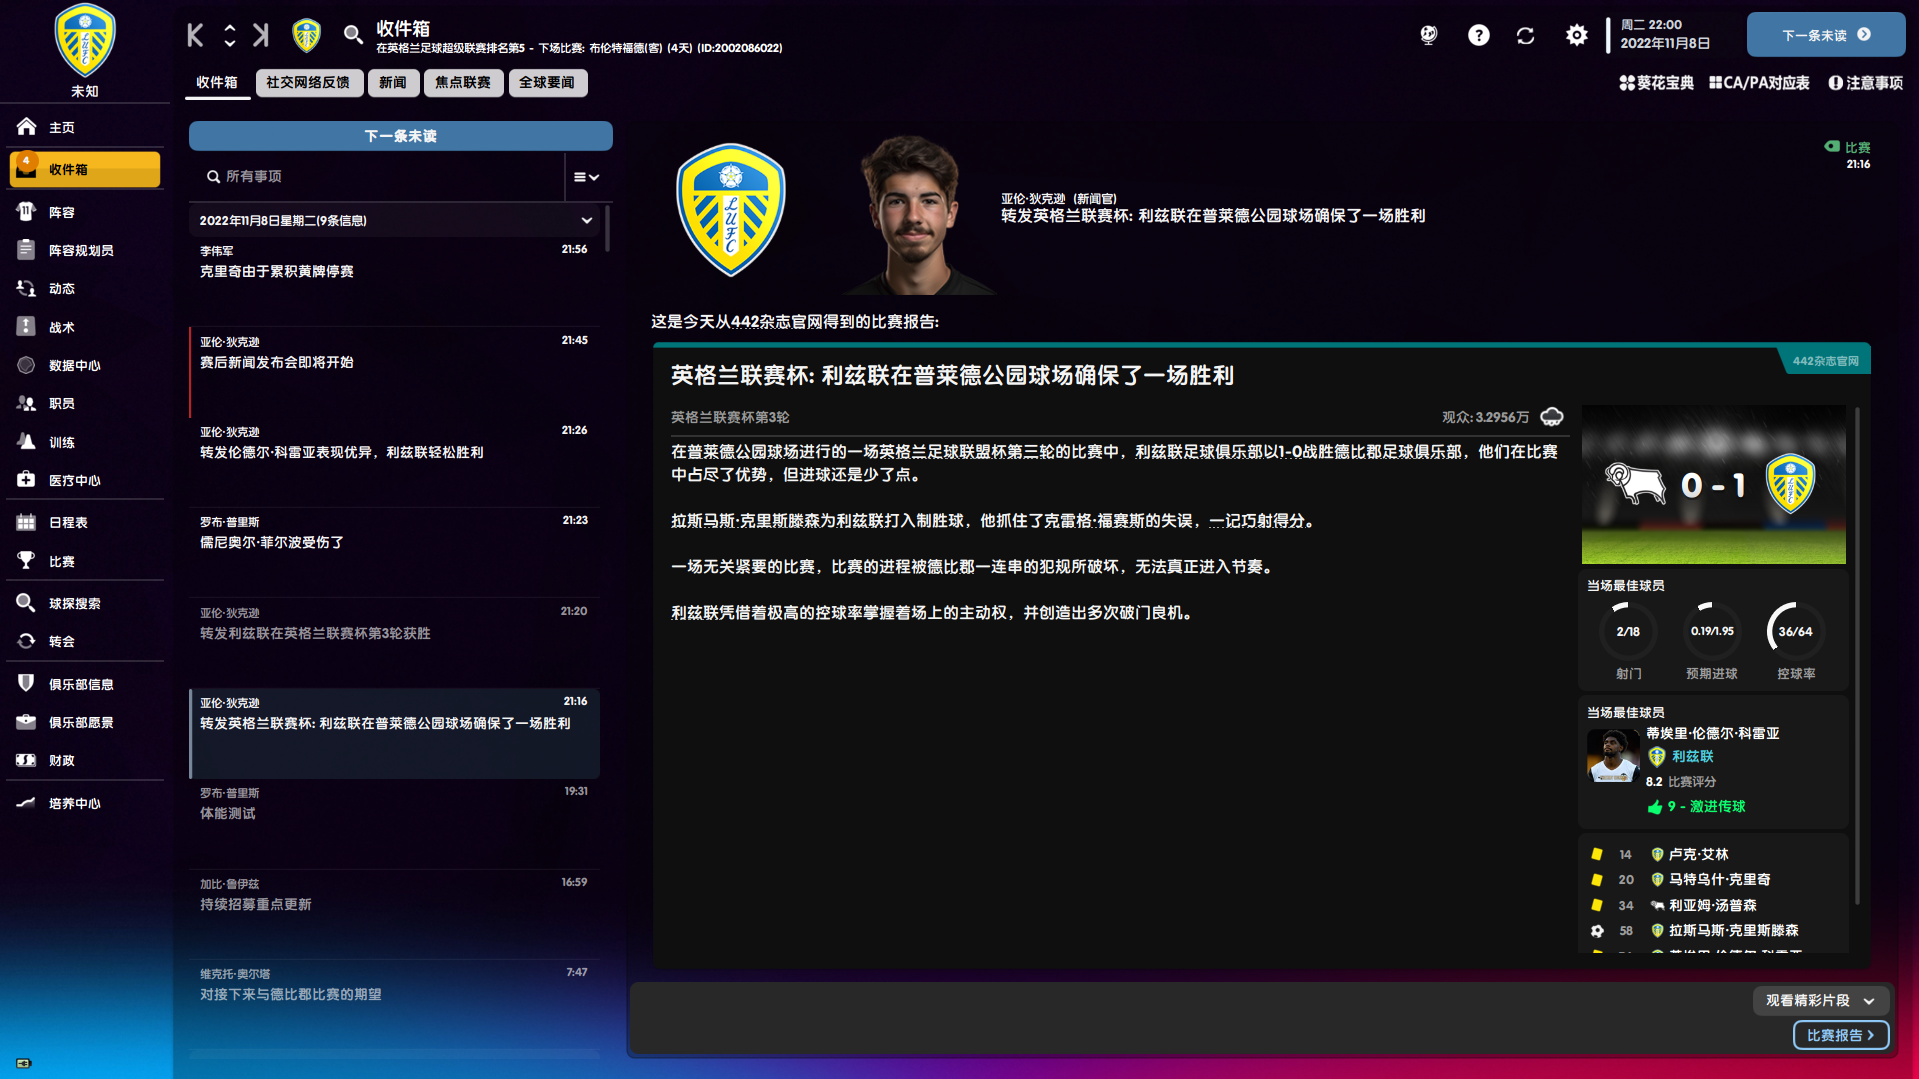 收件箱
在英格兰足球超级联赛排名第5 - 下场比赛: 布伦特福德(客) (4天) (ID:2002086022)
周二 22:00
2022年11月8日
下一条未读
未知
收件箱
社交网络反馈
新闻
焦点联赛
全球要闻
葵花宝典
CA/PA对应表
注意事项
主页
4
收件箱
阵容
阵容规划员
动态
战术
数据中心
职员
训练
医疗中心
日程表
比赛
球探搜索
转会
俱乐部信息
俱乐部愿景
财政
培养中心
下一条未读
所有事项
2022年11月8日星期二(9条信息)
李伟军
21:56
克里奇由于累积黄牌停赛
亚伦·狄克逊
21:45
赛后新闻发布会即将开始
亚伦·狄克逊
21:26
转发伦德尔·科雷亚表现优异，利兹联轻松胜利
罗布·普里斯
21:23
儒尼奥尔·菲尔波受伤了
亚伦·狄克逊
21:20
转发利兹联在英格兰联赛杯第3轮获胜
亚伦·狄克逊
21:16
转发英格兰联赛杯: 利兹联在普莱德公园球场确保了一场胜利
罗布·普里斯
19:31
体能测试
加比·鲁伊兹
16:59
持续招募重点更新
维克托·奥尔塔
7:47
对接下来与德比郡比赛的期望
比赛
21:16
亚伦·狄克逊 (新闻官)
转发英格兰联赛杯: 利兹联在普莱德公园球场确保了一场胜利
这是今天从442杂志官网得到的比赛报告:
442杂志官网
英格兰联赛杯: 利兹联在普莱德公园球场确保了一场胜利
英格兰联赛杯第3轮
观众: 3.2956万
在普莱德公园球场进行的一场英格兰足球联盟杯第三轮的比赛中，利兹联足球俱乐部以1-0战胜德比郡足球俱乐部，他们在比赛
中占尽了优势，但进球还是少了点。
拉斯马斯·克里斯滕森为利兹联打入制胜球，他抓住了克雷格·福赛斯的失误，一记巧射得分。
一场无关紧要的比赛，比赛的进程被德比郡一连串的犯规所破坏，无法真正进入节奏。
利兹联凭借着极高的控球率掌握着场上的主动权，并创造出多次破门良机。
0 - 1
当场最佳球员
2/18
0.19/1.95
36/64
射门
预期进球
控球率
当场最佳球员
蒂埃里·伦德尔·科雷亚
利兹联
8.2 比赛评分
9 - 激进传球
14 卢克·艾林
20 马特乌什·克里奇
34 利亚姆·汤普森
58 拉斯马斯·克里斯滕森
观看精彩片段
比赛报告